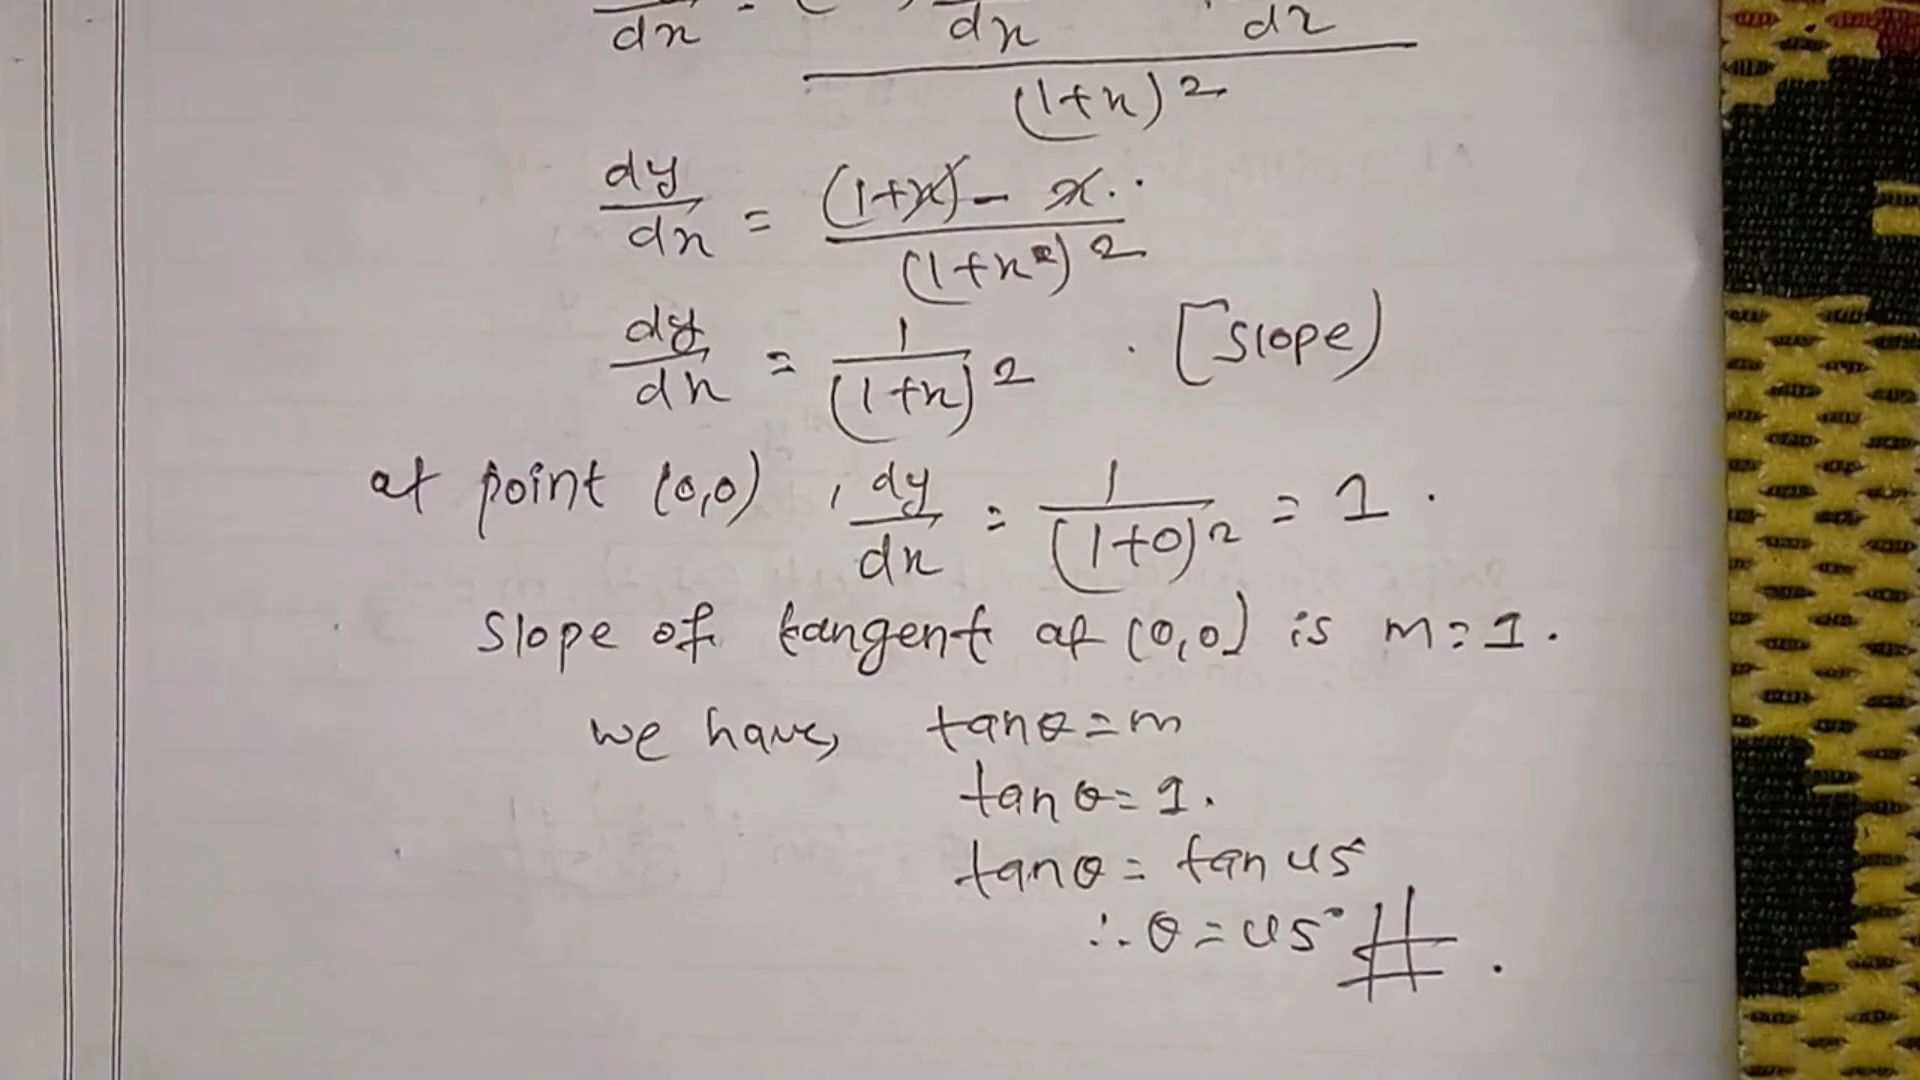 dx dx dx
(1+x)2
dy/dx = (1+x) - x / (1+x)2
dy/dx = 1/(1+x)2 . [slope)
at point (0,0) , dy/dx = 1/(1+0)2 = 1 .
Slope of tangent at (0,0) is m=1.
we have, tanθ=m
tanθ=1.
tanθ = tan45
∴ θ=45°#.